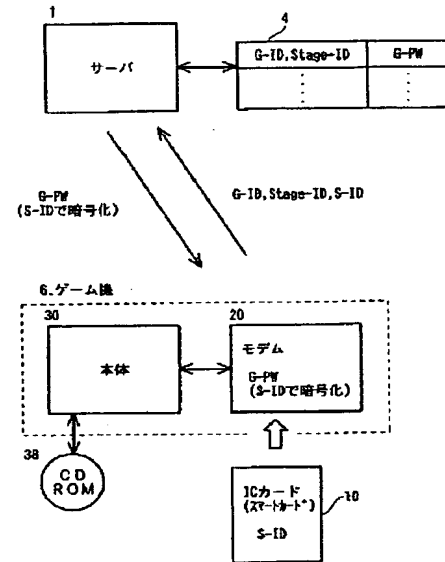 1
サーバ
4
G-ID,Stage-ID
G-PW
G-PW
(S-IDで暗号化)
G-ID,Stage-ID,S-ID
6.ゲーム機
30
本体
20
モデム
G-PW
(S-IDで暗号化)
38
CD
ROM
ICカード
(スマートカード)
S-ID
10